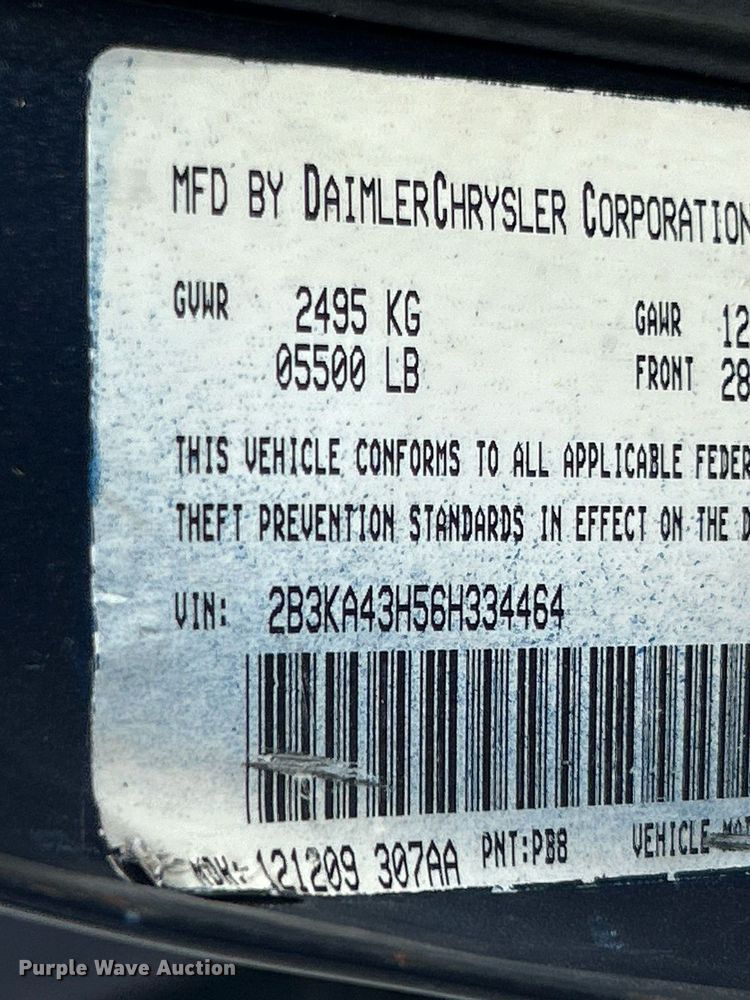 MFD BY DAIMLERCHRYSLER CORPORATION
GVWR 2495 KG GAWR 12
05500 LB FRONT 28
THIS VEHICLE CONFORMS TO ALL APPLICABLE FEDER
THEFT PREVENTION STANDARDS IN EFFECT ON THE D
VIN: 2B3KA43H56H334464
MDH: 121209 307AA PNT:PB8 VEHICLE
Purple Wave Auction